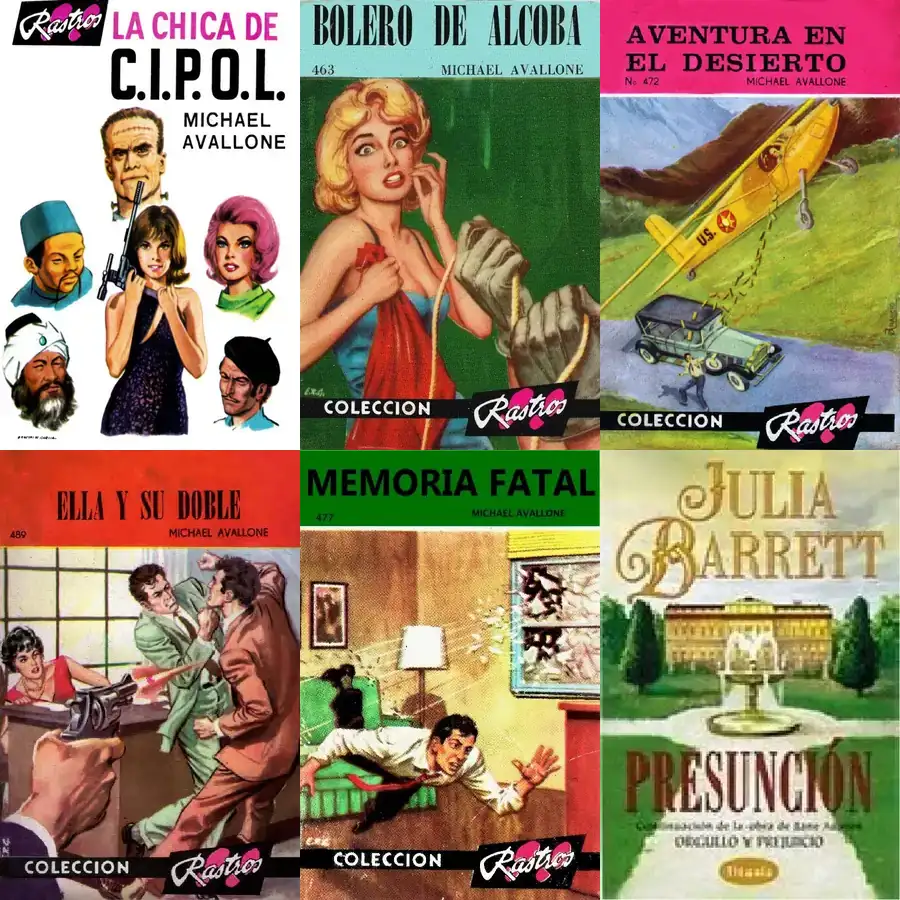 Rastros
LA CHICA DE
C.I.P.O.L.
MICHAEL
AVALLONE
BOLERO DE ALCOBA
463
MICHAEL AVALLONE
COLECCION
Rastros
AVENTURA EN
EL DESIERTO
No 472
MICHAEL AVALLONE
U.S.
COLECCION
Rastros
ELLA Y SU DOBLE
489
MICHAEL AVALLONE
COLECCION
Rastros
MEMORIA FATAL
477
MICHAEL AVALLONE
COLECCION
Rastros
JULIA
BARRETT
PRESUNCIÓN
Continuación de la obra de Jane Austen
ORGULLO Y PREJUICIO